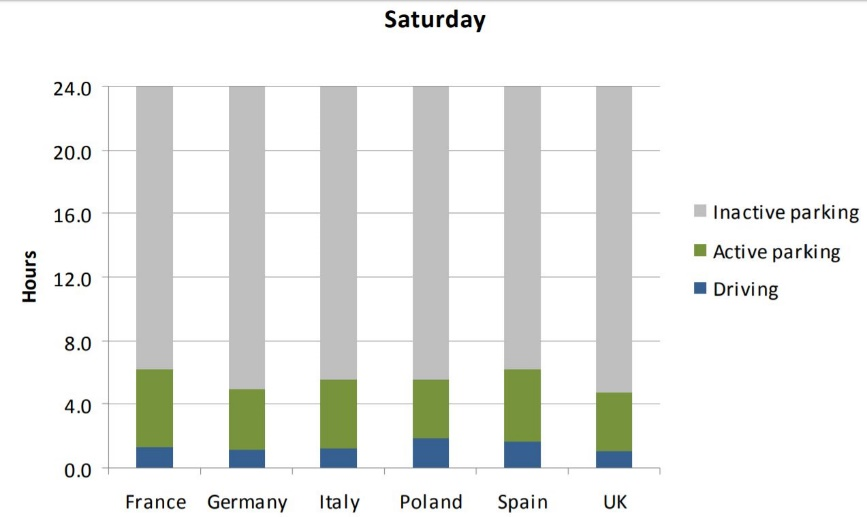 Saturday
24.0
20.0
16.0
12.0
8.0
4.0
0.0
Hours
France Germany Italy Poland Spain UK
Inactive parking
Active parking
Driving